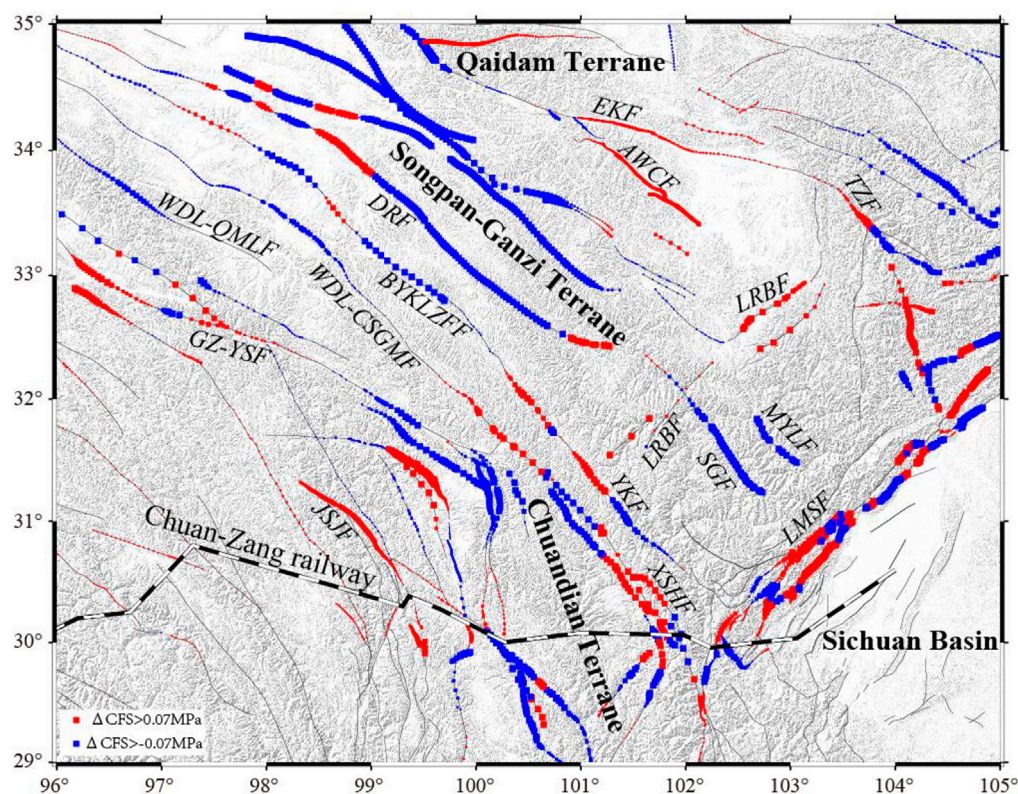 35°
34°
33°
32°
31°
30°
29°
Qaidam Terrane
EKF
AWCF
Songpan-Ganzi Terrane
TZF
WDL-QMLF
DRF
WDL-CSGMF
BYKLZFF
LRBF
GZ-YSF
LRBF
MYLF
SGF
YKF
JSJF
LMSF
Chuan-Zang railway
Chuandian Terrane
XSHF
Sichuan Basin
Δ CFS>0.07MPa
Δ CFS>-0.07MPa
96° 97° 98° 99° 100° 101° 102° 103° 104° 105°